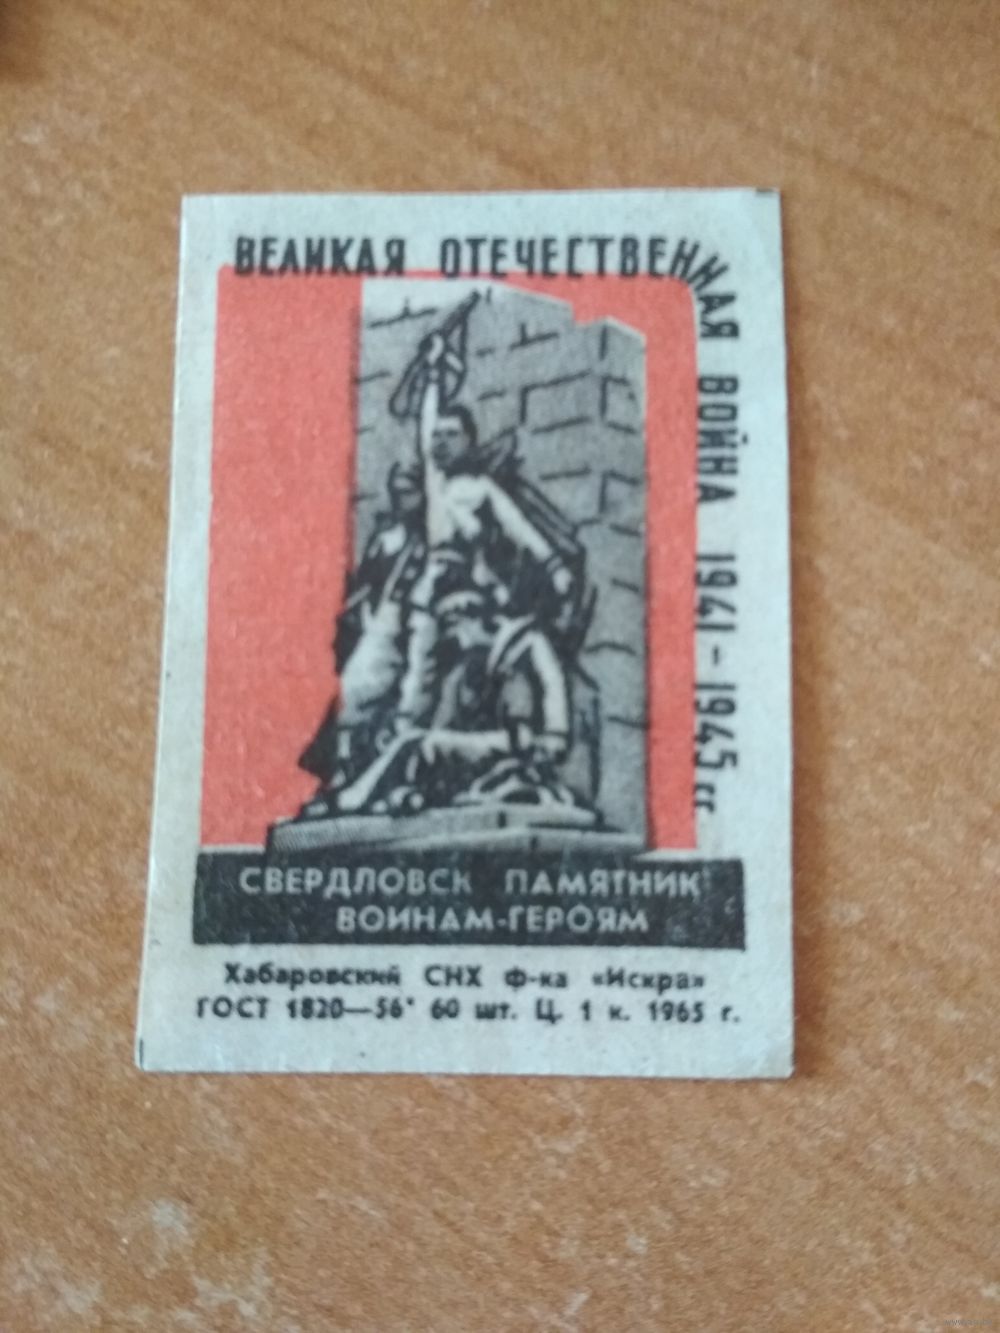 ВЕЛИКАЯ ОТЕЧЕСТВЕННАЯ ВОЙНА 1941-1945 гг
СВЕРДЛОВСК ПАМЯТНИК
ВОИНАМ-ГЕРОЯМ
Хабаровский СНХ ф-ка «Искра»
ГОСТ 1820—56* 60 шт. Ц. 1 к. 1965 г.